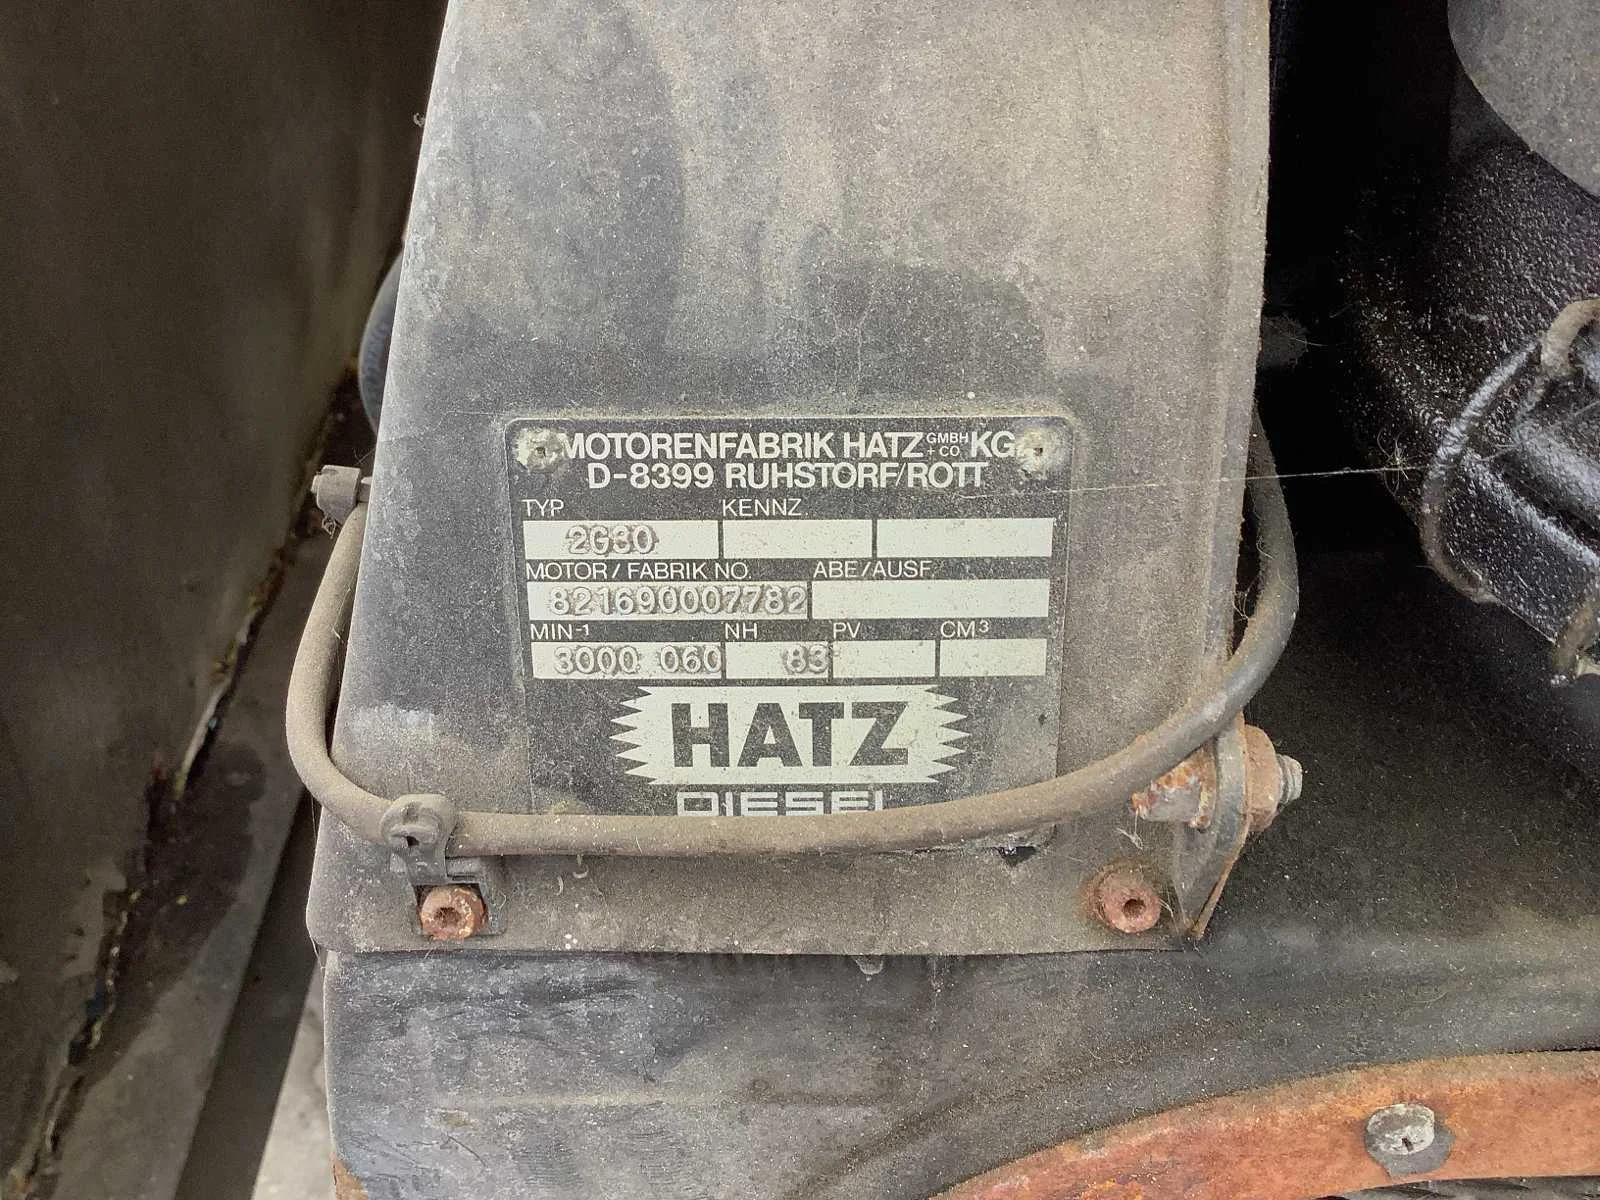 MOTORENFABRIK HATZ GMBH + CO KG
D-8399 RUHSTORF/ROTT
TYP KENNZ
2G30
MOTOR/FABRIK NO. ABE/AUSF
821690007782
MIN-¹ NH PV CM³
3000 060 83
HATZ
DIESEL